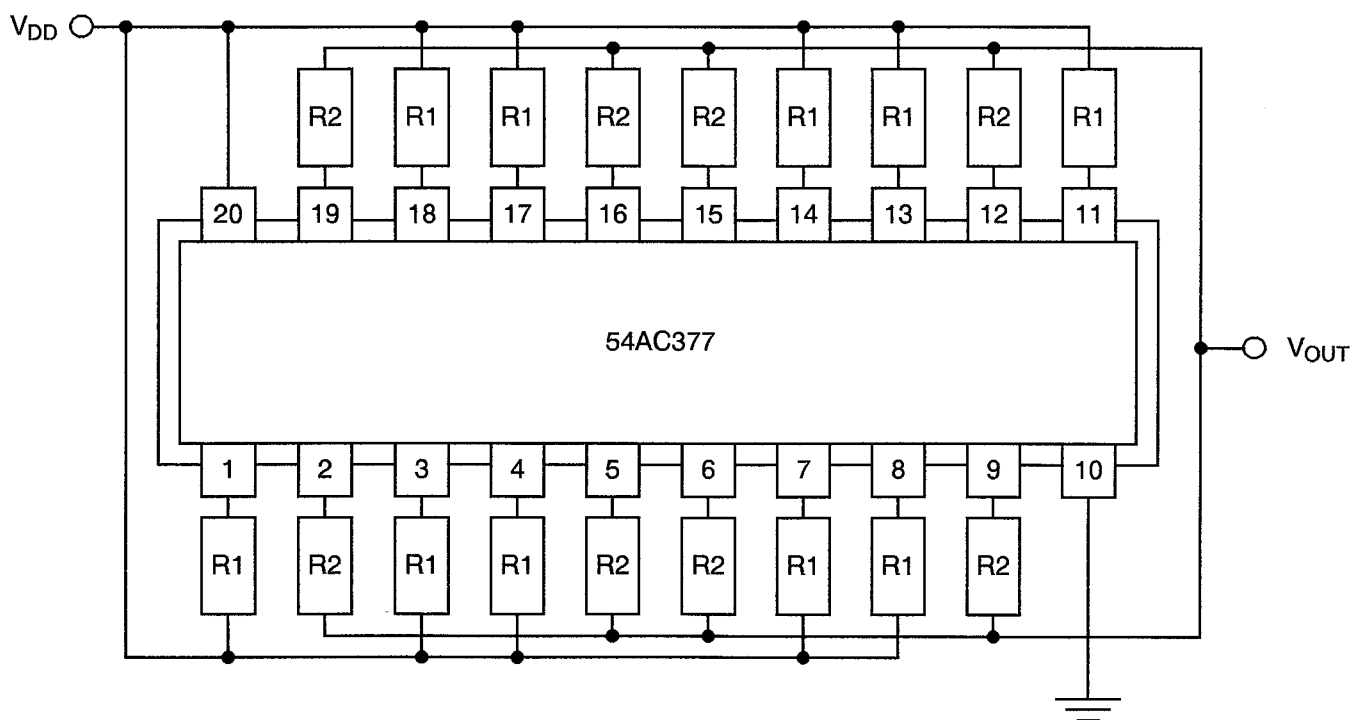 VDD
R2 R1 R1 R2 R2 R1 R1 R2 R1
20 19 18 17 16 15 14 13 12 11
54AC377
VOUT
1 2 3 4 5 6 7 8 9 10
R1 R2 R1 R1 R2 R2 R1 R1 R2